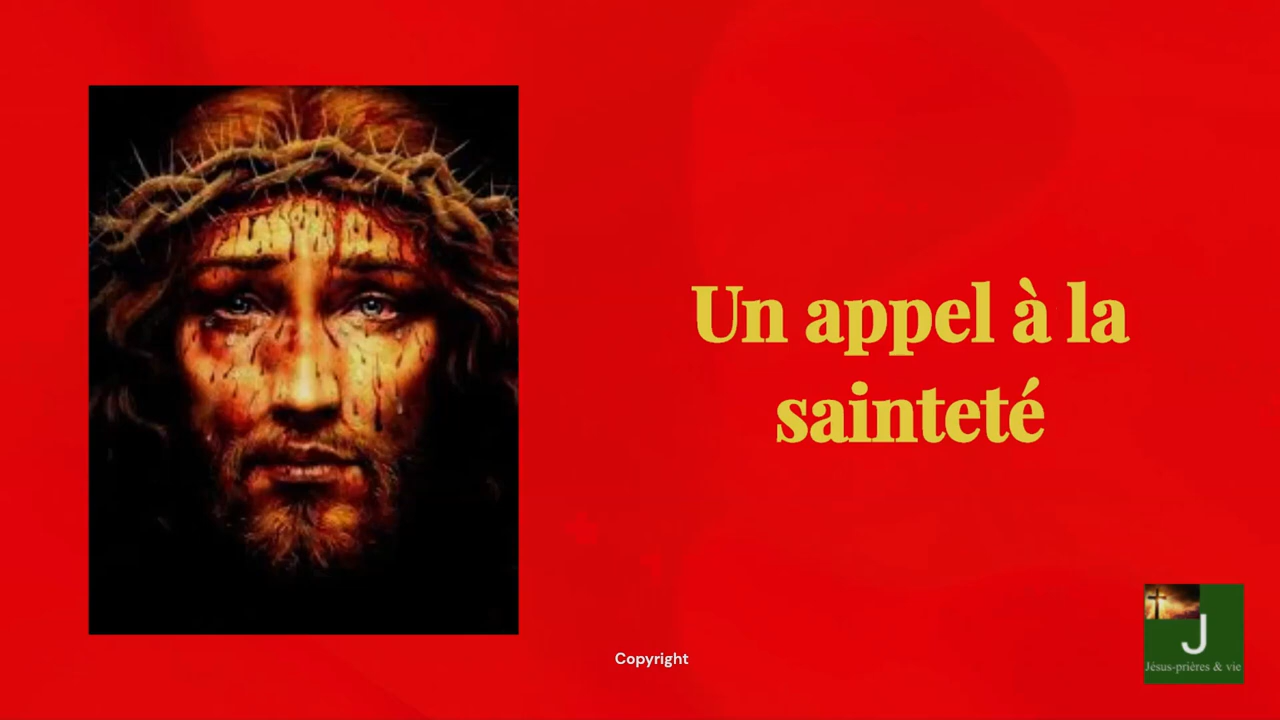 Un appel à la
sainteté
Copyright
J
Jésus-prières & vie